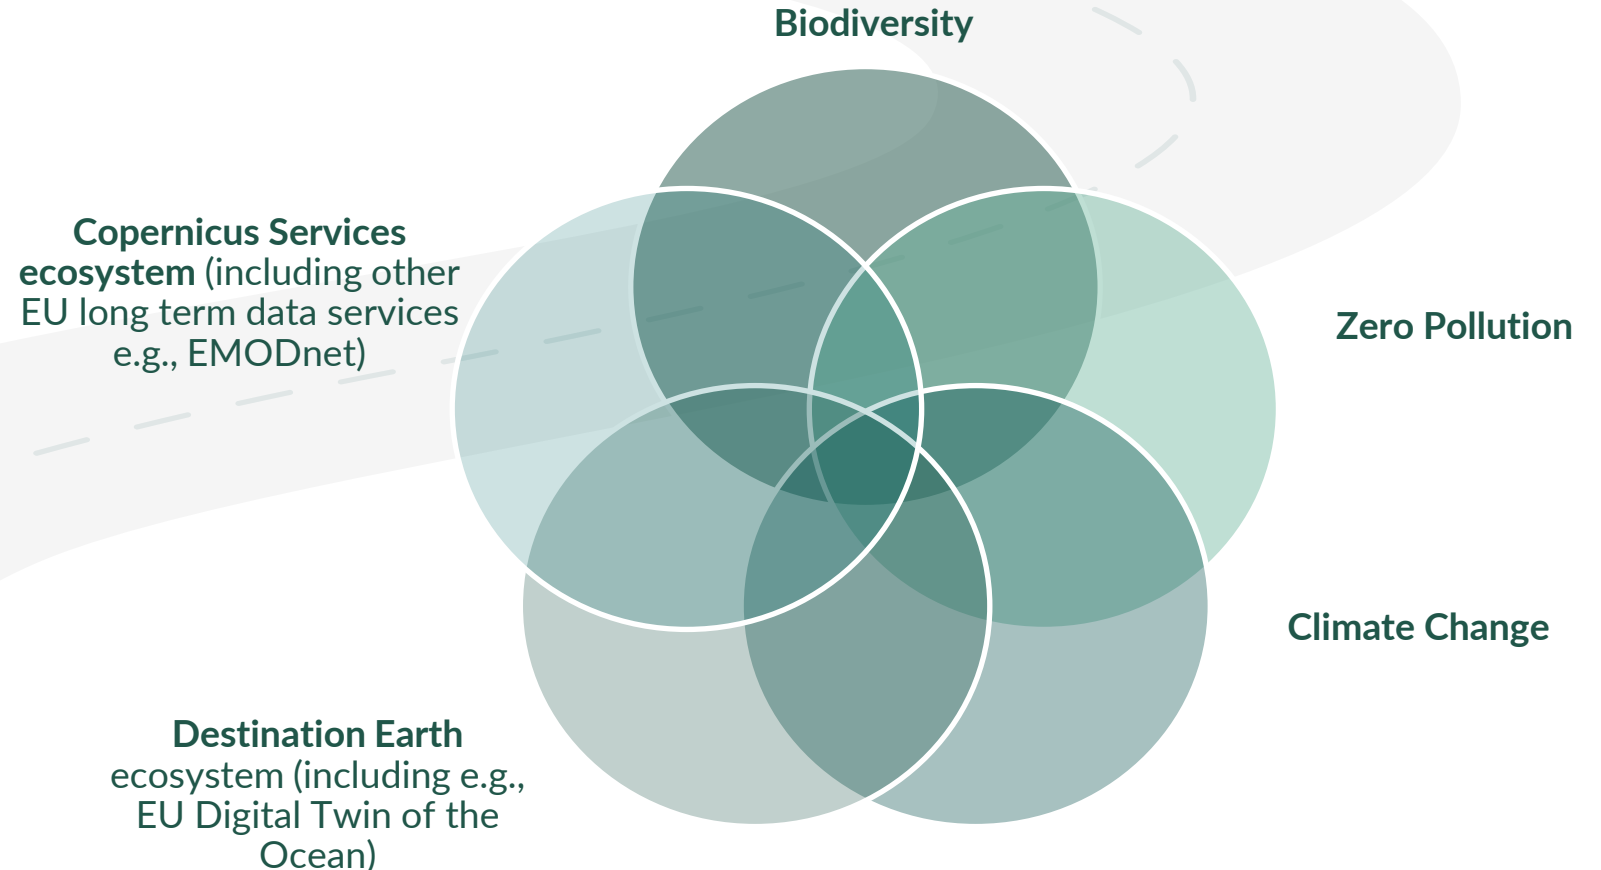 Biodiversity
Copernicus Services
ecosystem (including other
EU long term data services
e.g., EMODnet)
Zero Pollution
Climate Change
Destination Earth
ecosystem (including e.g.,
EU Digital Twin of the
Ocean)